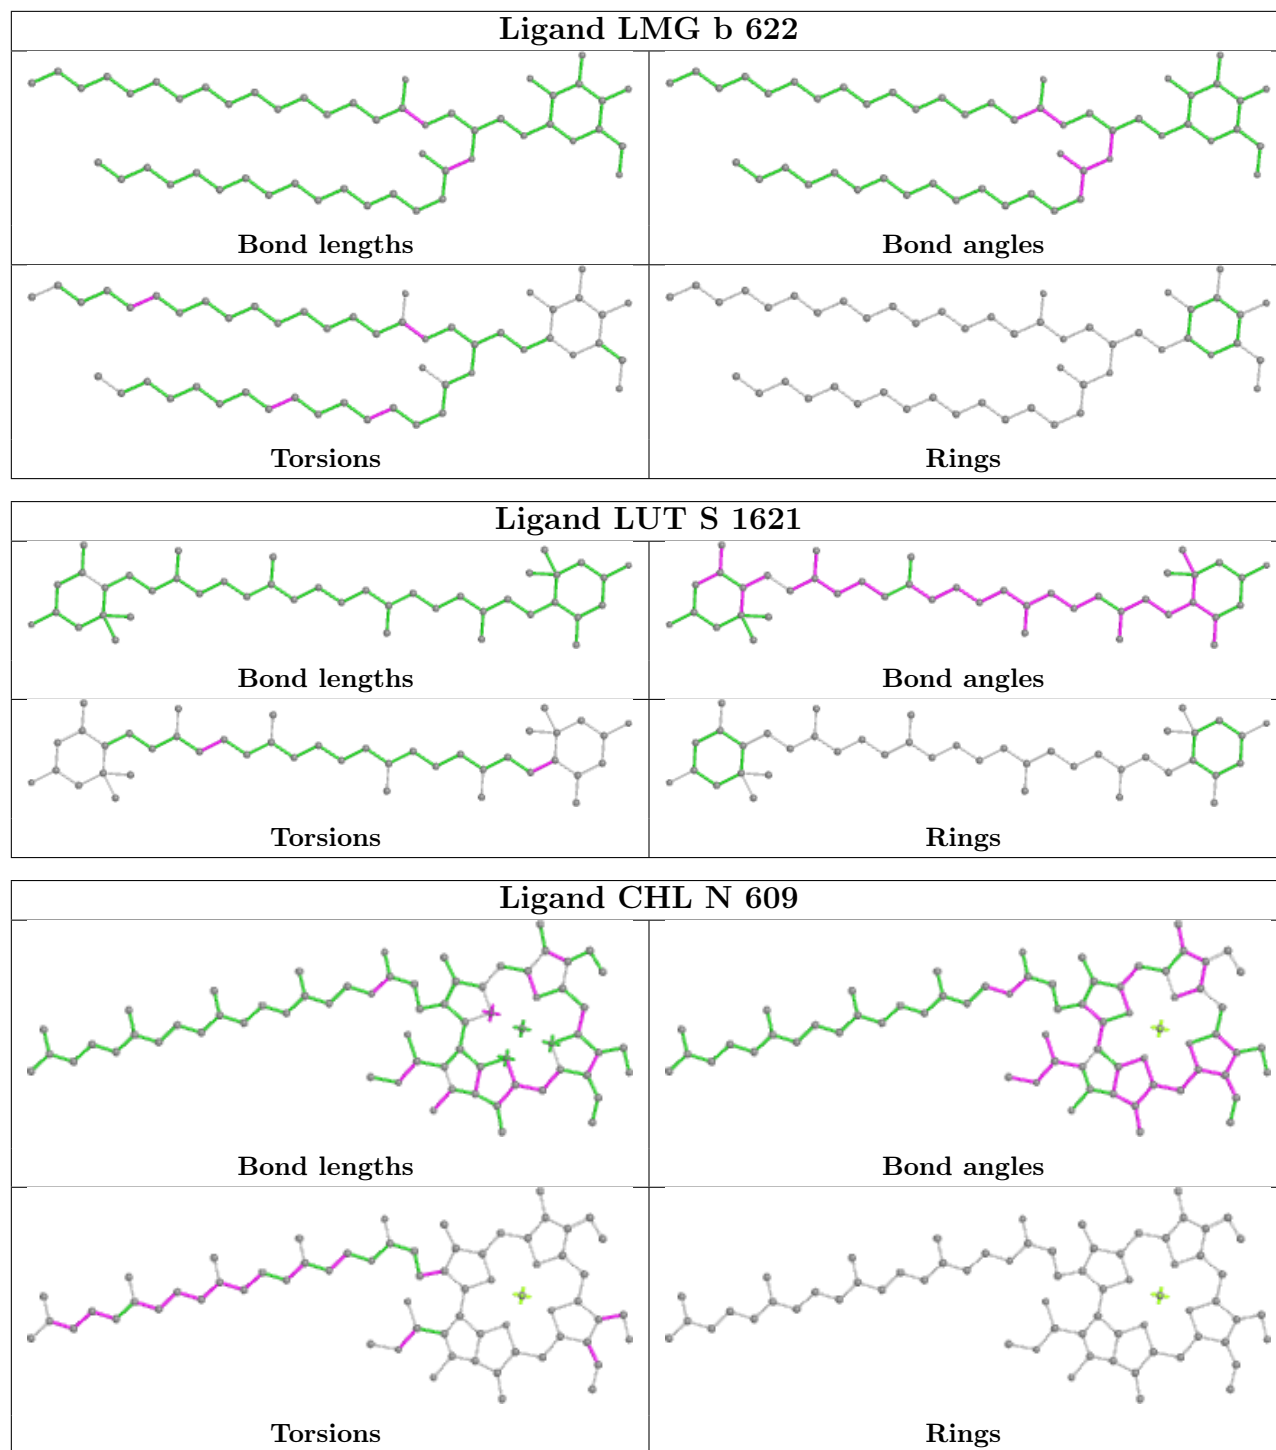 Ligand LMG b 622
Bond lengths
Bond angles
Torsions
Rings
Ligand LUT S 1621
Bond lengths
Bond angles
Torsions
Rings
Ligand CHL N 609
Bond lengths
Bond angles
Torsions
Rings